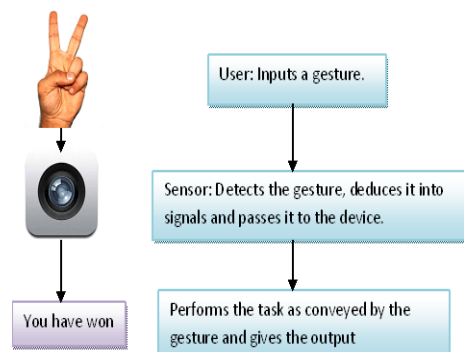 User: Inputs a gesture.
Sensor: Detects the gesture, deduces it into
signals and passes it to the device.
You have won
Performs the task as conveyed by the
gesture and gives the output